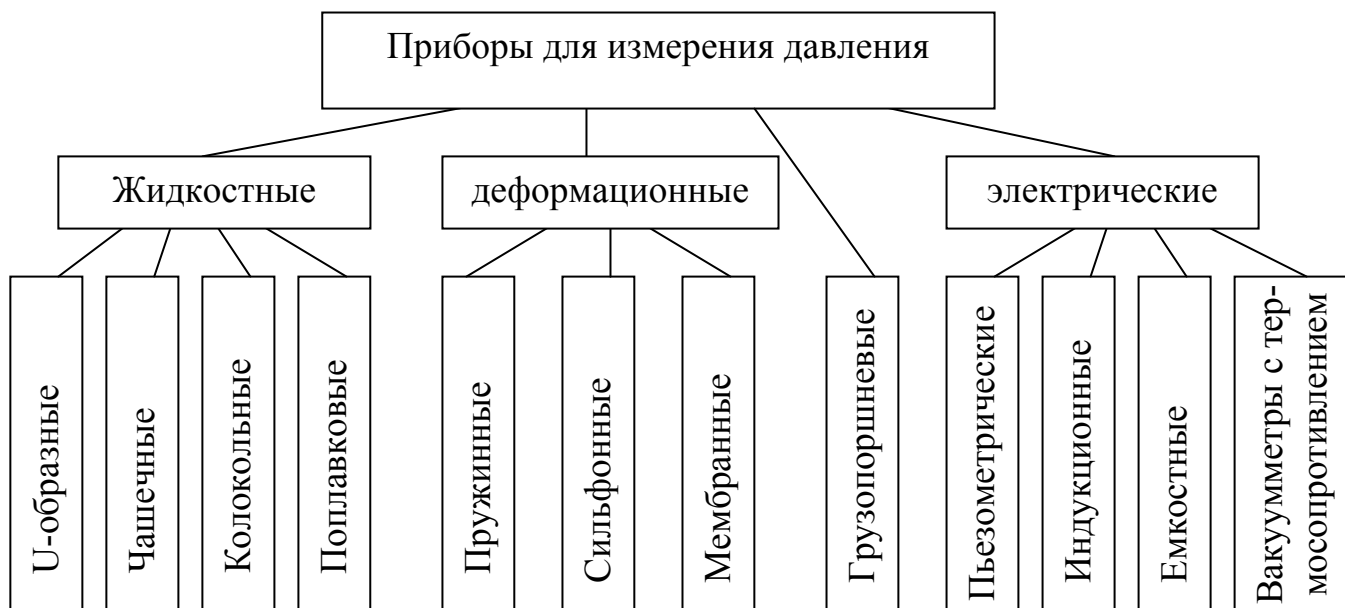 Приборы для измерения давления
Жидкостные
деформационные
электрические
U-образные
Чашечные
Колокольные
Поплавковые
Пружинные
Сильфонные
Мембранные
Грузопоршневые
Пьезометрические
Индукционные
Емкостные
Вакуумметры с тер-
мосопротивлением